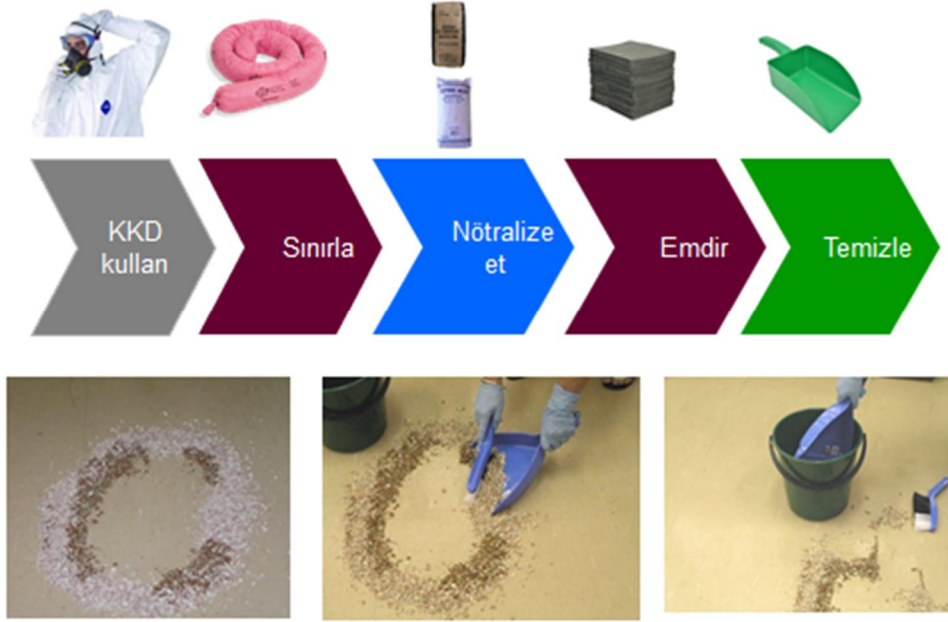 KKD
kullan
Sınırla
Nötralize
et
Emdir
Temizle